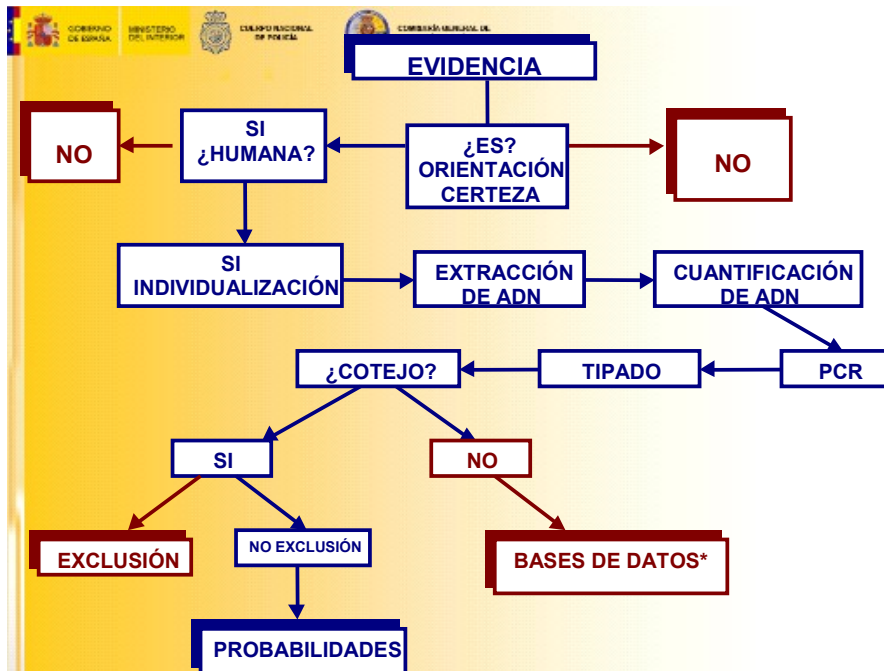 GOBIERNO
DE ESPAÑA
MINISTERIO
DEL INTERIOR
CUERPO NACIONAL
DE POLICÍA
COMISARÍA GENERAL DE
EVIDENCIA
NO
SI
¿HUMANA?
¿ES?
ORIENTACIÓN
CERTEZA
NO
SI
INDIVIDUALIZACIÓN
EXTRACCIÓN
DE ADN
CUANTIFICACIÓN
DE ADN
¿COTEJO?
TIPADO
PCR
SI
NO
EXCLUSIÓN
NO EXCLUSIÓN
BASES DE DATOS*
PROBABILIDADES